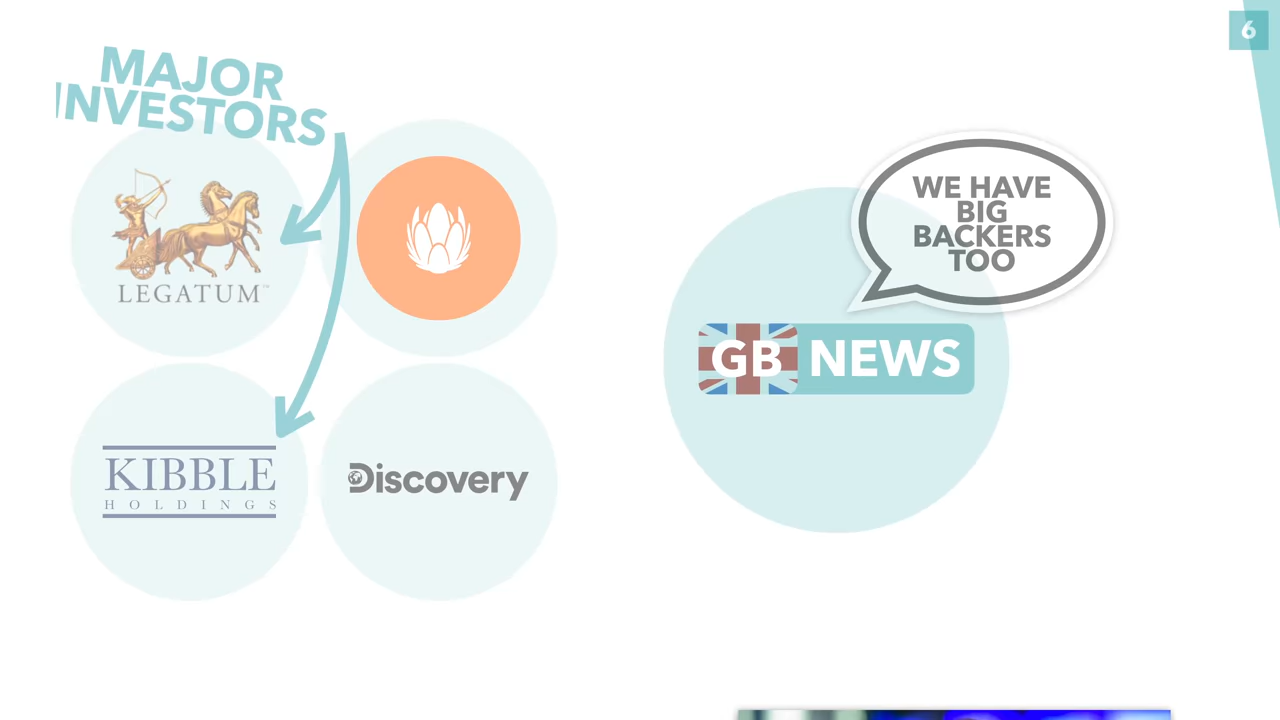 6
MAJOR
INVESTORS
LEGATUM™
KIBBLE
HOLDINGS
Discovery
WE HAVE
BIG
BACKERS
TOO
GB NEWS